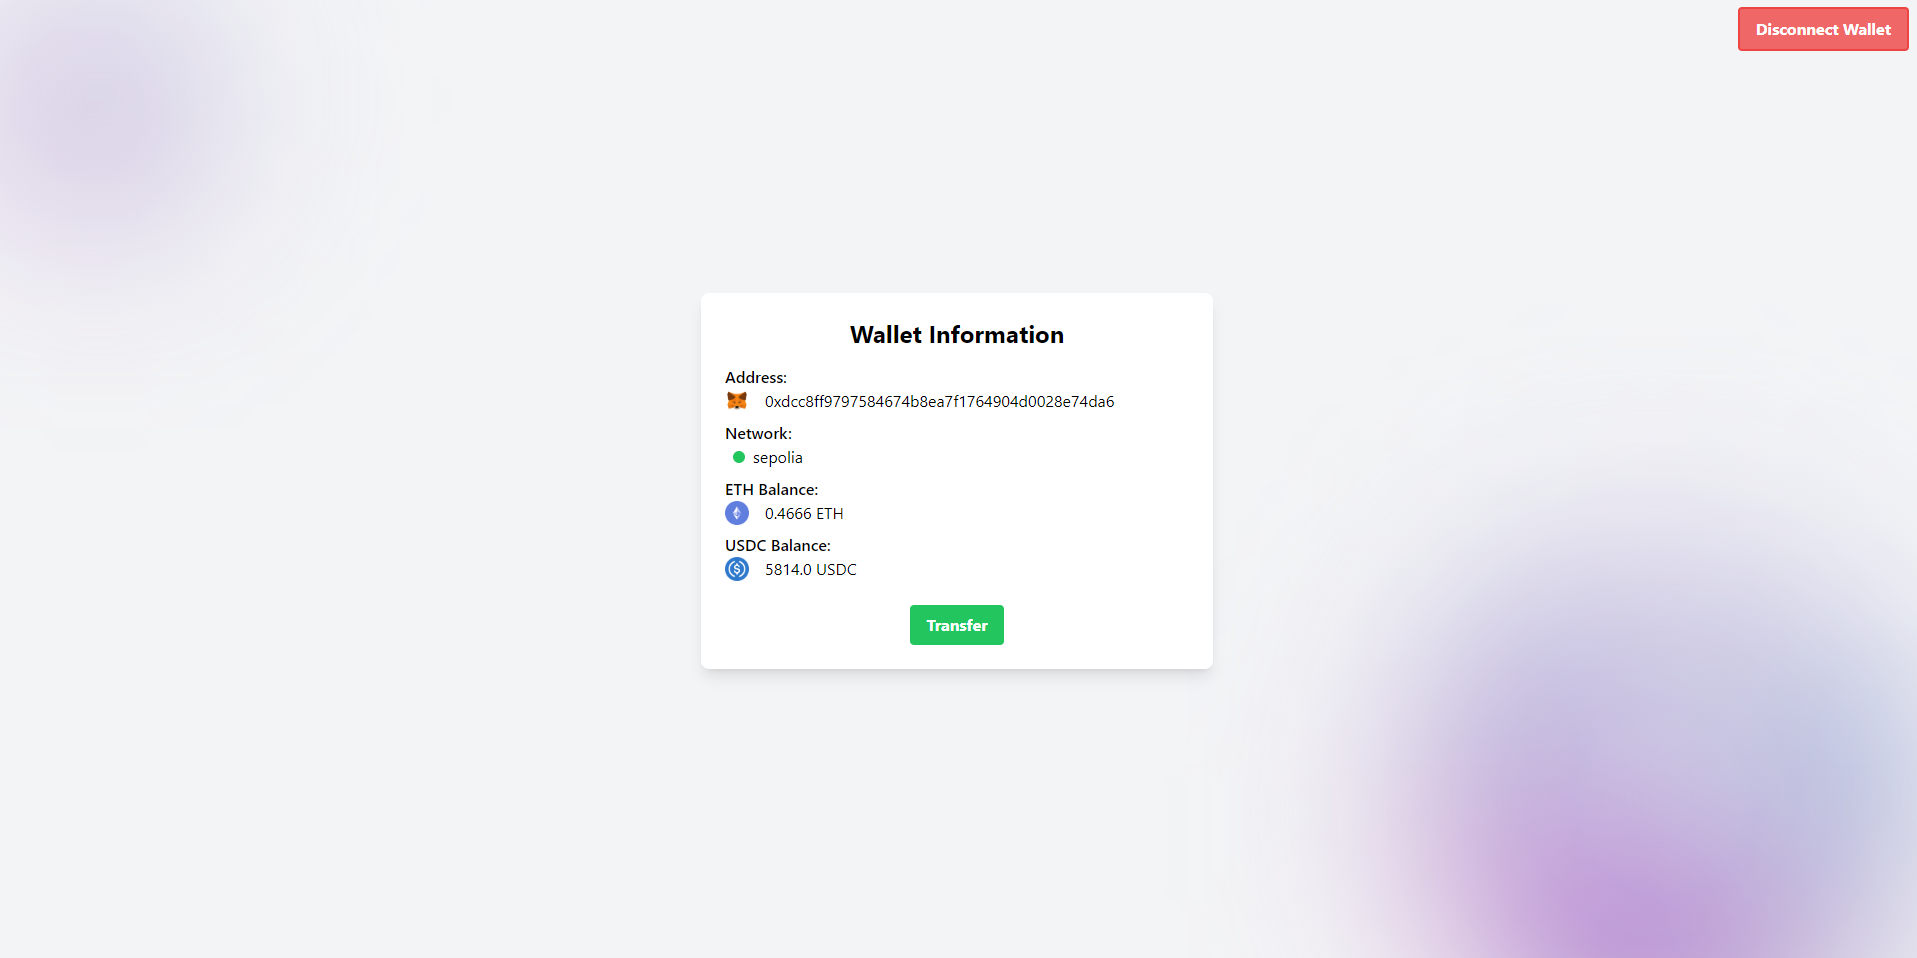 Disconnect Wallet
Wallet Information
Address:
0xdcc8ff9797584674b8ea7f1764904d0028e74da6
Network:
sepolia
ETH Balance:
0.4666 ETH
USDC Balance:
5814.0 USDC
Transfer